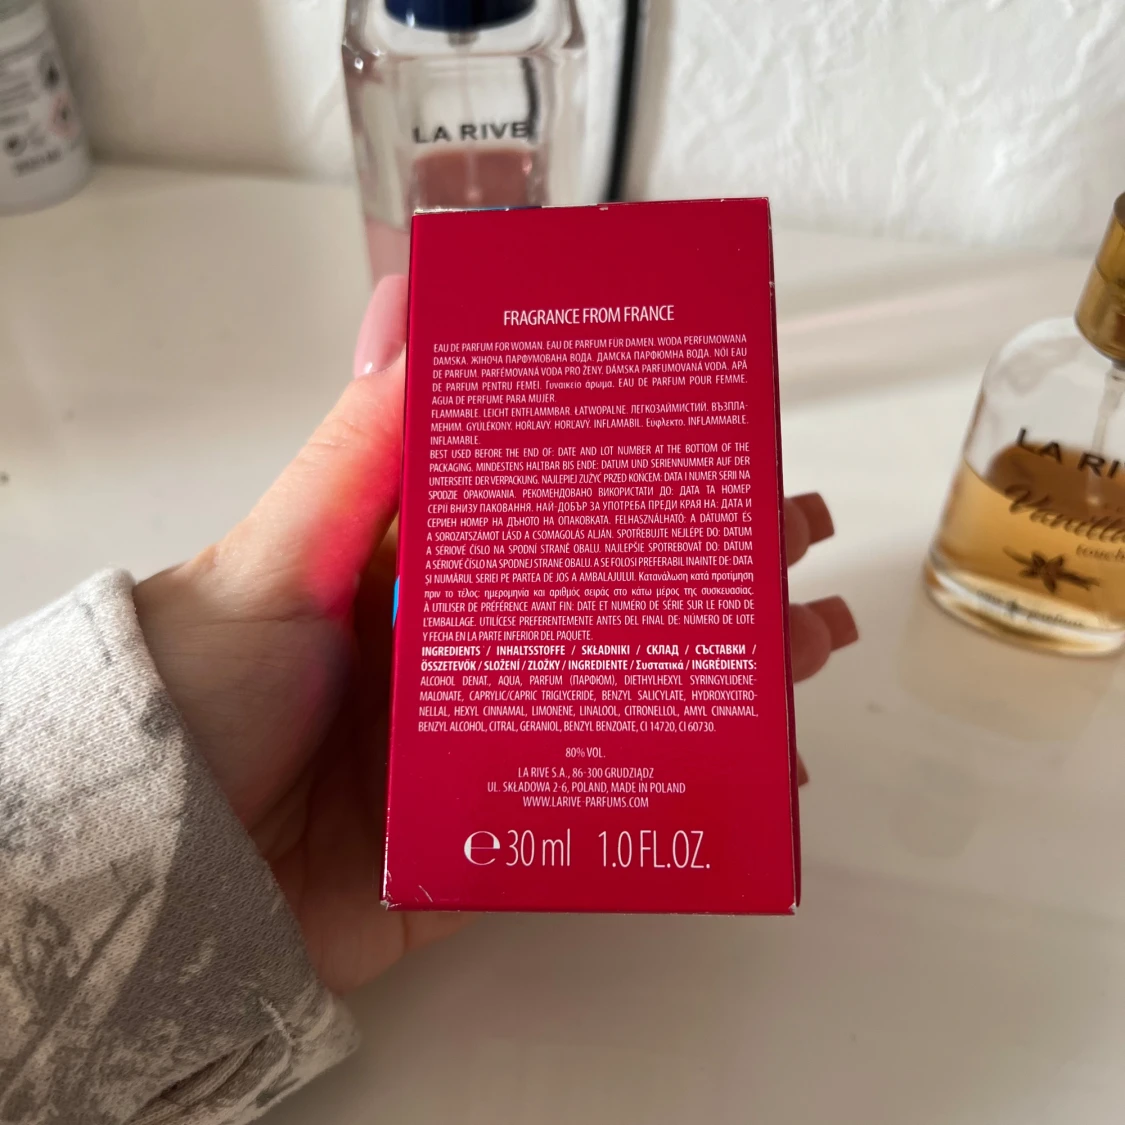 LA RIVE
FRAGRANCE FROM FRANCE
EAU DE PARFUM FOR WOMAN. EAU DE PARFUM FÜR DAMEN. WODA PERFUMOWANA
DAMSKA. ЖІНОЧА ПАРФУМОВАНА ВОДА. ДАМСКА ПАРФЮМНА ВОДА. NŐI EAU
DE PARFUM. PARFÉMOVANÁ VODA PRO ŽENY. DÁMSKA PARFUMOVANÁ VODA. APĂ
DE PARFUM PENTRU FEMEI. Γυναικείο άρωμα. EAU DE PARFUM POUR FEMME.
AGUA DE PERFUME PARA MUJER.
FLAMMABLE. LEICHT ENTFLAMMBAR. ŁATWOPALNE. ЛЕГКОЗАЙМИСТИЙ. ВЪЗПЛА-
МЕНИМ. GYÚLÉKONY. HOŘLAVÝ. HORĽAVÝ. INFLAMABIL. Εύφλεκτο. INFLAMMABLE.
INFLAMABLE.
BEST USED BEFORE THE END OF: DATE AND LOT NUMBER AT THE BOTTOM OF THE
PACKAGING. MINDESTENS HALTBAR BIS ENDE: DATUM UND SERIENNUMMER AUF DER
UNTERSEITE DER VERPACKUNG. NAJLEPIEJ ZUŻYĆ PRZED KOŃCEM: DATA I NUMER SERII NA
SPODZIE OPAKOWANIA. РЕКОМЕНДОВАНО ВИКОРИСТАТИ ДО: ДАТА ТА НОМЕР
СЕРІЇ ВНИЗУ ПАКОВАННЯ. НАЙ-ДОБЪР ЗА УПОТРЕБА ПРЕДИ КРАЯ НА: ДАТА И
СЕРИЕН НОМЕР НА ДЪНОТО НА ОПАКОВКАТА. FELHASZNÁLHATÓ: A DÁTUMOT ÉS
A SOROZATSZÁMOT LÁSD A CSOMAGOLÁS ALJÁN. SPOTŘEBUJTE NEJLÉPE DO: DATUM
A SÉRIOVÉ ČÍSLO NA SPODNÍ STRANĚ OBALU. NAJLEPŠIE SPOTREBOVAŤ DO: DÁTUM
A SÉRIOVÉ ČÍSLO NA SPODNEJ STRANE OBALU. A SE FOLOSI PREFERABIL INAINTE DE: DATA
ȘI NUMĂRUL SERIEI PE PARTEA DE JOS A AMBALAJULUI. Κατανάλωση κατά προτίμηση
πριν το τέλος: ημερομηνία και αριθμός σειράς στο κάτω μέρος της συσκευασίας.
À UTILISER DE PRÉFÉRENCE AVANT FIN: DATE ET NUMÉRO DE SÉRIE SUR LE FOND DE
L'EMBALLAGE. UTILÍCESE PREFERENTEMENTE ANTES DEL FINAL DE: NÚMERO DE LOTE
Y FECHA EN LA PARTE INFERIOR DEL PAQUETE.
INGREDIENTS / INHALTSSTOFFE / SKŁADNIKI / СКЛАД / СЪСТАВКИ /
ÖSSZETEVŐK / SLOŽENÍ / ZLOŽKY / INGREDIENTE / Συστατικά / INGRÉDIENTS:
ALCOHOL DENAT., AQUA, PARFUM (ПАРФЮМ), DIETHYLHEXYL SYRINGYLIDENE-
MALONATE, CAPRYLIC/CAPRIC TRIGLYCERIDE, BENZYL SALICYLATE, HYDROXYCITRO-
NELLAL, HEXYL CINNAMAL, LIMONENE, LINALOOL, CITRONELLOL, AMYL CINNAMAL,
BENZYL ALCOHOL, CITRAL, GERANIOL, BENZYL BENZOATE, CI 14720, CI 60730.
80% VOL.
LA RIVE S.A., 86-300 GRUDZIĄDZ
UL. SKŁADOWA 2-6, POLAND, MADE IN POLAND
WWW.LARIVE-PARFUMS.COM
℮ 30 ml 1.0 FL.OZ.
LA RI
Vanilla
touch